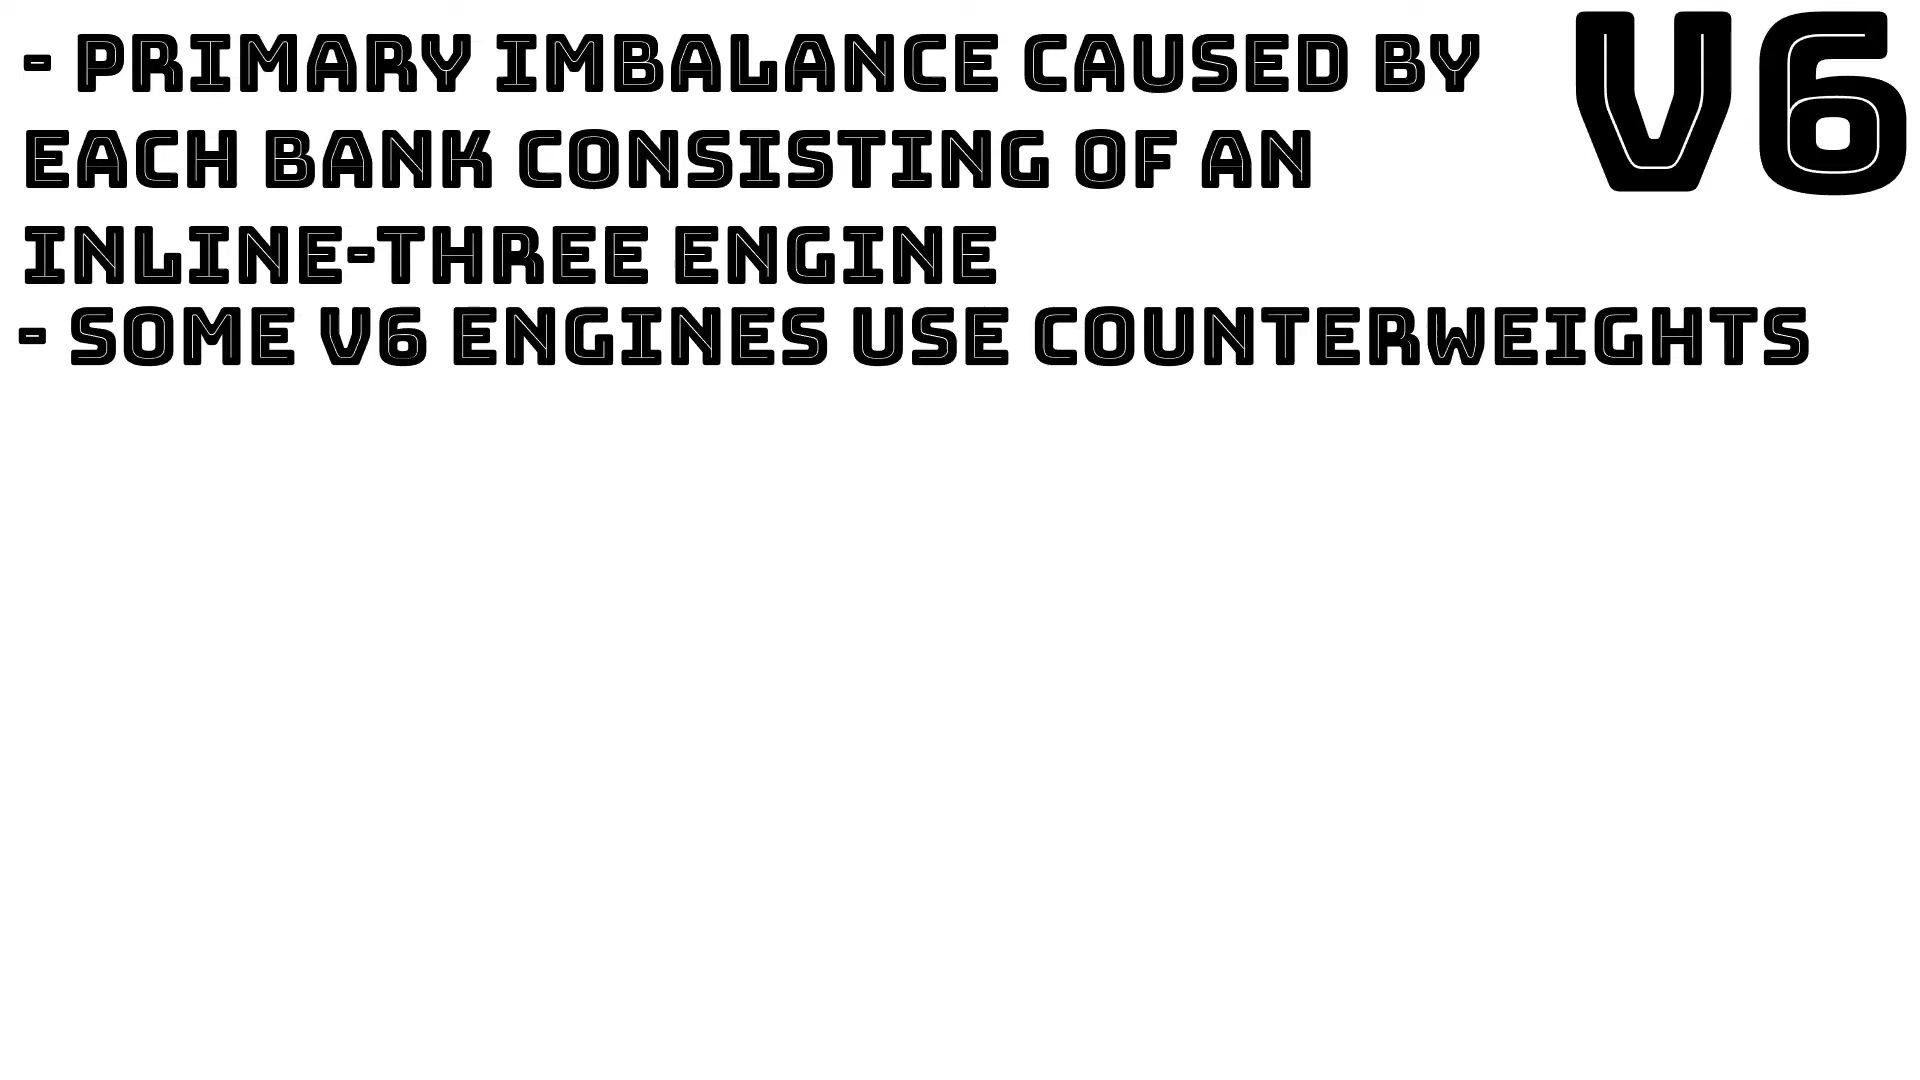 - PRIMARY IMBALANCE CAUSED BY
EACH BANK CONSISTING OF AN
INLINE-THREE ENGINE
- SOME V6 ENGINES USE COUNTERWEIGHTS
V6